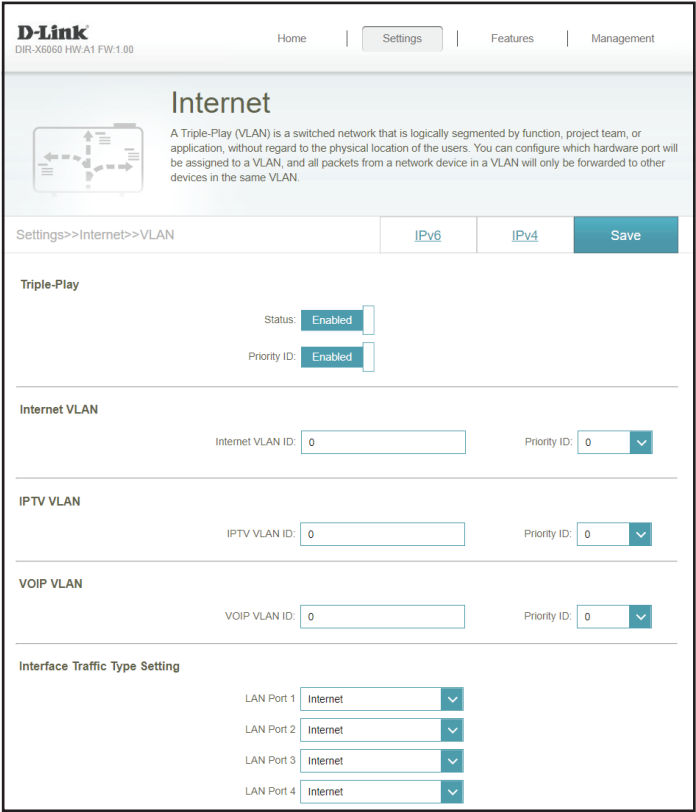 D-Link
DIR-X6060 HW:A1 FW:1.00
Home | Settings | Features | Management
Internet
A Triple-Play (VLAN) is a switched network that is logically segmented by function, project team, or
application, without regard to the physical location of the users. You can configure which hardware port will
be assigned to a VLAN, and all packets from a network device in a VLAN will only be forwarded to other
devices in the same VLAN.
Settings>>Internet>>VLAN IPv6 IPv4 Save
Triple-Play
Status: Enabled
Priority ID: Enabled
Internet VLAN
Internet VLAN ID: 0 Priority ID: 0
IPTV VLAN
IPTV VLAN ID: 0 Priority ID: 0
VOIP VLAN
VOIP VLAN ID: 0 Priority ID: 0
Interface Traffic Type Setting
LAN Port 1 Internet
LAN Port 2 Internet
LAN Port 3 Internet
LAN Port 4 Internet